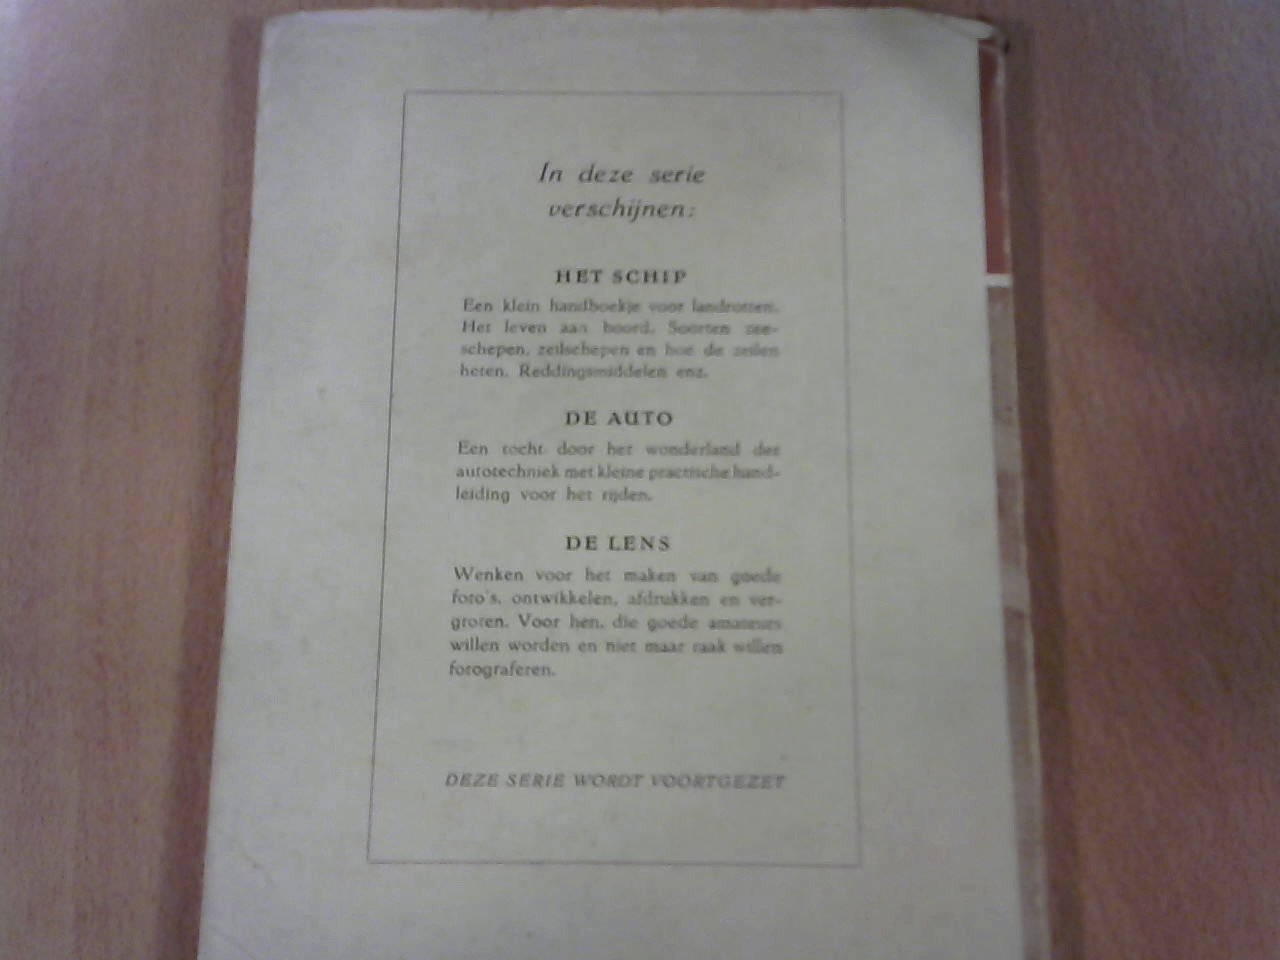 In deze serie
verschijnen:
HET SCHIP
Een klein handboekje voor landrotten.
Het leven aan boord. Soorten zee-
schepen, zeilschepen en hoe de zeilen
heten. Reddingsmiddelen enz.
DE AUTO
Een tocht door het wonderland der
autotechniek met kleine practische hand-
leiding voor het rijden.
DE LENS
Wenken voor het maken van goede
foto's, ontwikkelen, afdrukken en ver-
groten. Voor hen, die goede amateurs
willen worden en niet maar raak willen
fotograferen.
DEZE SERIE WORDT VOORTGEZET